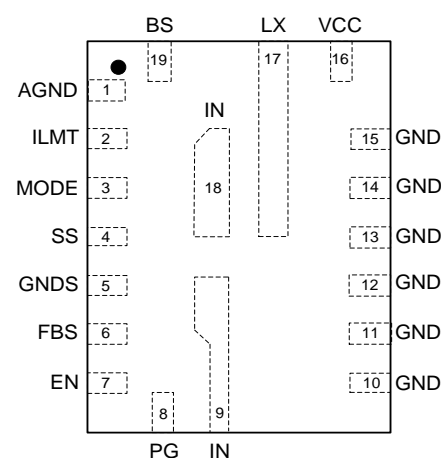 BS LX VCC
19 17 16
AGND 1
IN
ILMT 2 15 GND
MODE 3 18 14 GND
SS 4 13 GND
GNDS 5 12 GND
FBS 6 11 GND
EN 7 10 GND
8 9
PG IN